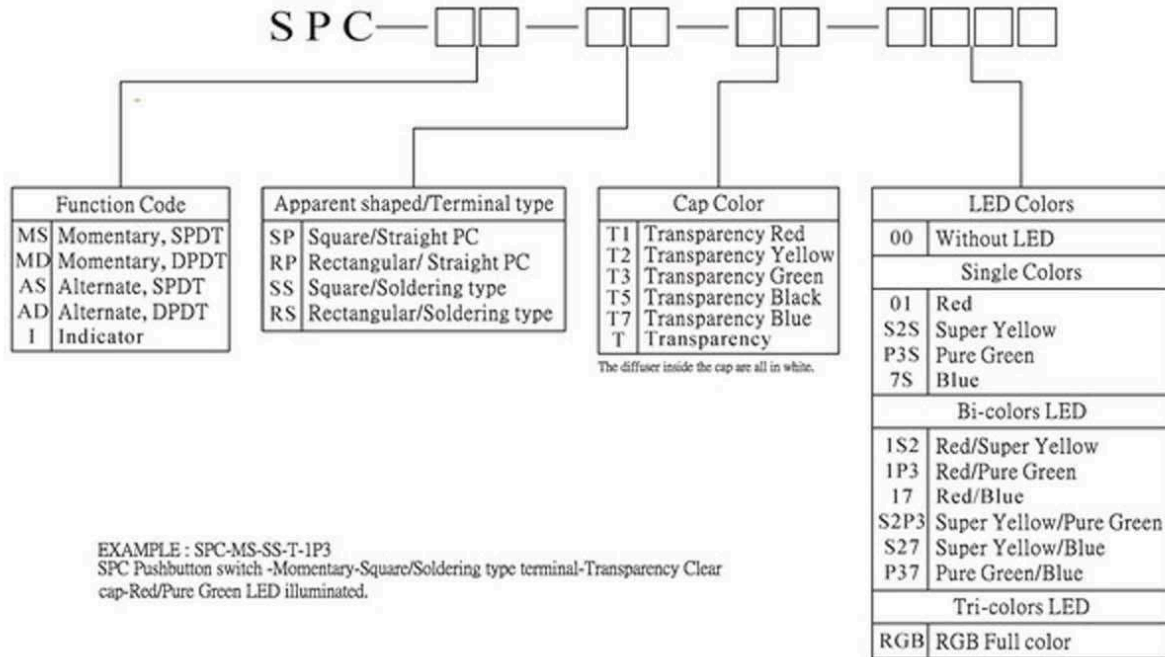 SPC
Function Code
MS Momentary, SPDT
MD Momentary, DPDT
AS Alternate, SPDT
AD Alternate, DPDT
I Indicator
Apparent shaped/Terminal type
SP Square/Straight PC
RP Rectangular/ Straight PC
SS Square/Soldering type
RS Rectangular/Soldering type
Cap Color
T1 Transparency Red
T2 Transparency Yellow
T3 Transparency Green
T5 Transparency Black
T7 Transparency Blue
T Transparency
The diffuser inside the cap are all in white.
LED Colors
00 Without LED
Single Colors
01 Red
S2S Super Yellow
P3S Pure Green
7S Blue
Bi-colors LED
1S2 Red/Super Yellow
1P3 Red/Pure Green
17 Red/Blue
S2P3 Super Yellow/Pure Green
S27 Super Yellow/Blue
P37 Pure Green/Blue
Tri-colors LED
RGB RGB Full color
EXAMPLE : SPC-MS-SS-T-1P3
SPC Pushbutton switch -Momentary-Square/Soldering type terminal-Transparency Clear
cap-Red/Pure Green LED illuminated.